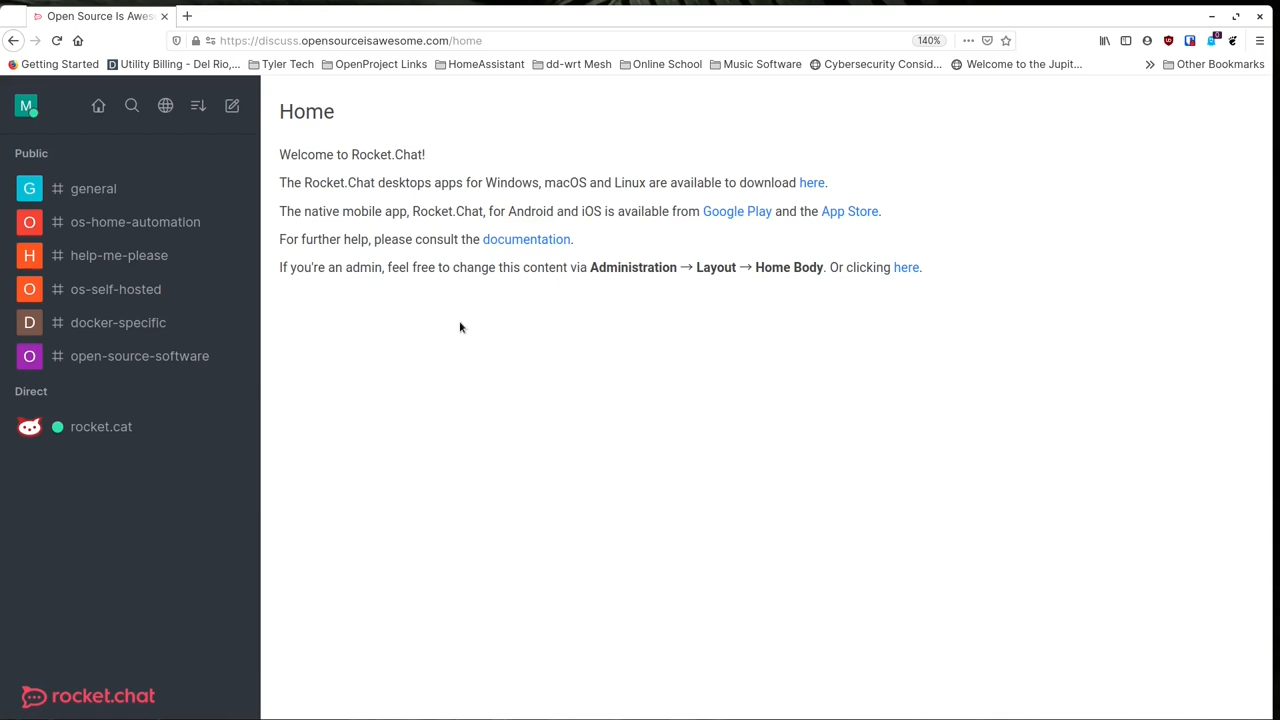 Open Source Is Awes
https://discuss.opensourceisawesome.com/home
140%
0
Getting Started
Utility Billing - Del Rio,...
Tyler Tech
OpenProject Links
HomeAssistant
dd-wrt Mesh
Online School
Music Software
Cybersecurity Consid...
Welcome to the Jupit...
Other Bookmarks
M
Public
G # general
O # os-home-automation
H # help-me-please
O # os-self-hosted
D # docker-specific
O # open-source-software
Direct
rocket.cat
rocket.chat
Home
Welcome to Rocket.Chat!
The Rocket.Chat desktops apps for Windows, macOS and Linux are available to download here.
The native mobile app, Rocket.Chat, for Android and iOS is available from Google Play and the App Store.
For further help, please consult the documentation.
If you're an admin, feel free to change this content via Administration → Layout → Home Body. Or clicking here.